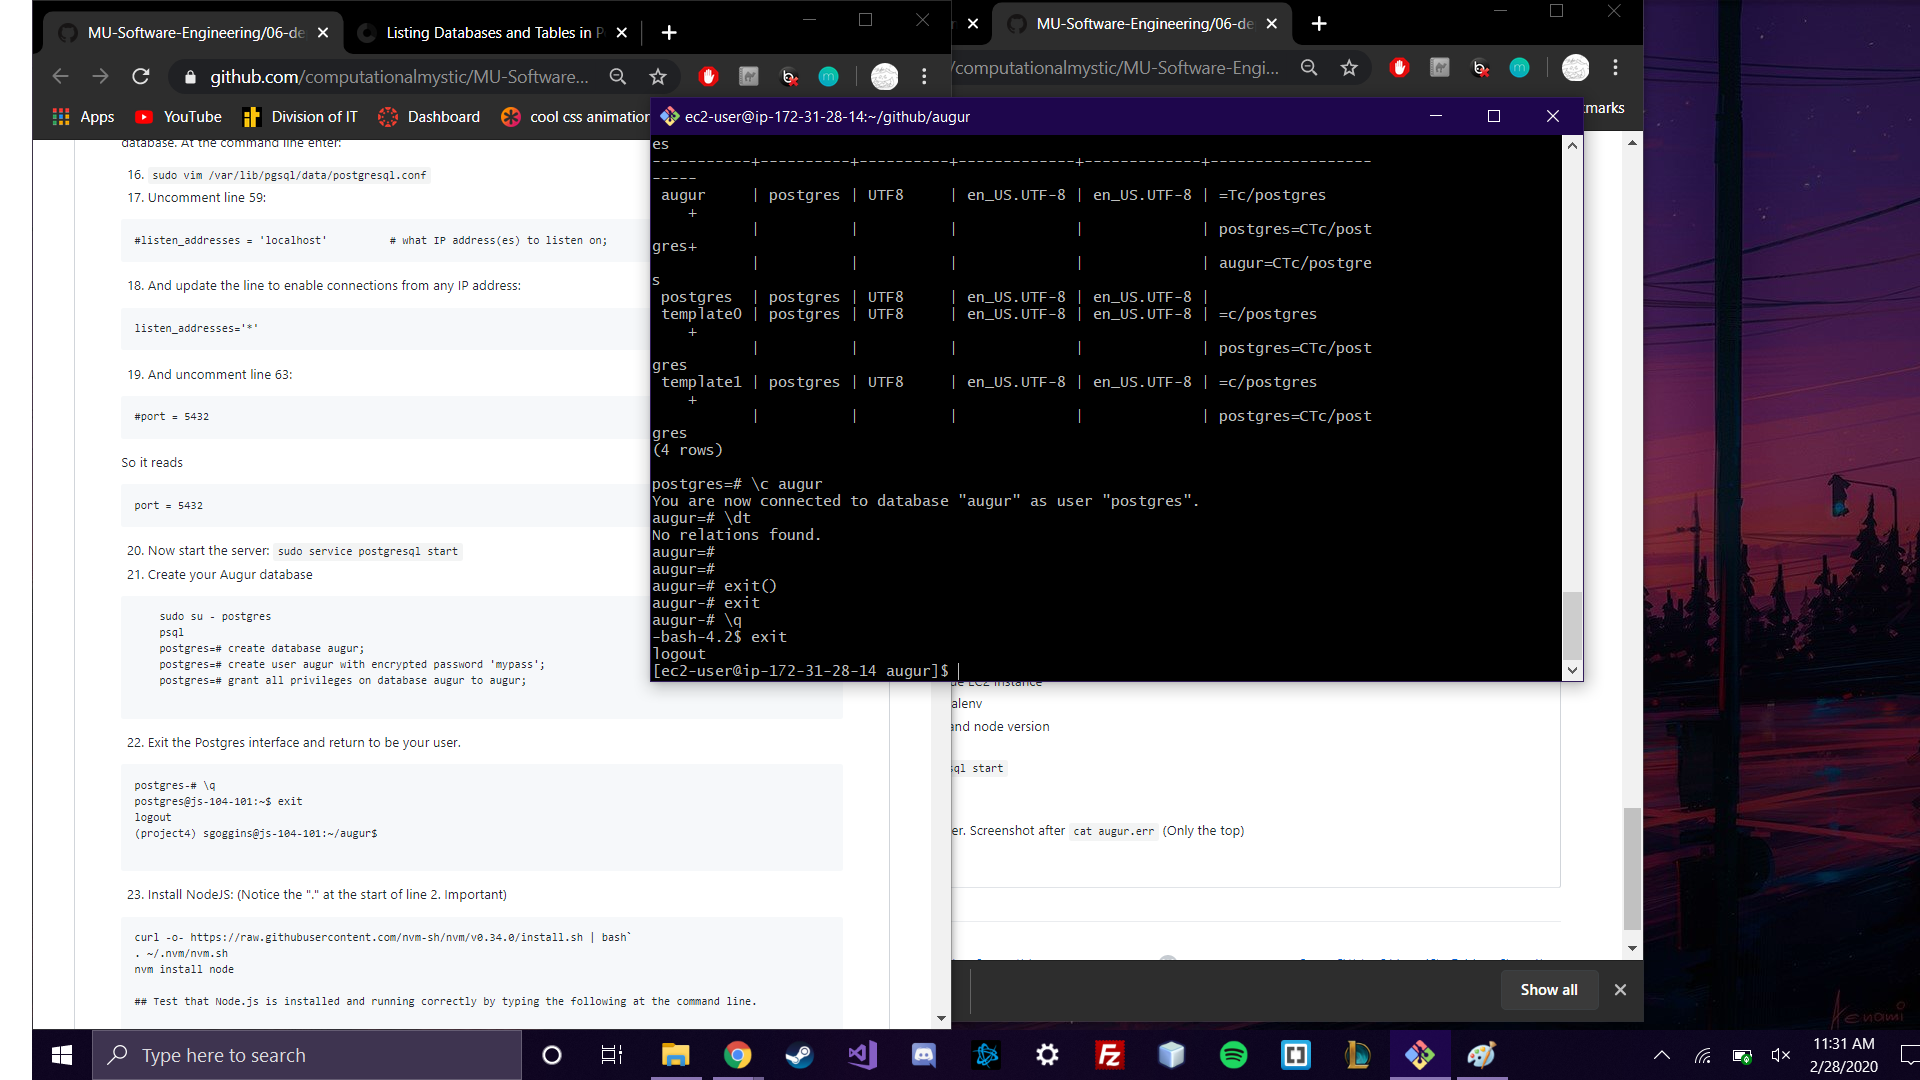 MU-Software-Engineering/06-de
Listing Databases and Tables in P
MU-Software-Engineering/06-de
github.com/computationalmystic/MU-Software...
/computationalmystic/MU-Software-Engi...
Apps
YouTube
Division of IT
Dashboard
cool css animation
marks
database. At the command line enter:
16. sudo vim /var/lib/pgsql/data/postgresql.conf
17. Uncomment line 59:
#listen_addresses = 'localhost' # what IP address(es) to listen on;
18. And update the line to enable connections from any IP address:
listen_addresses='*'
19. And uncomment line 63:
#port = 5432
So it reads
port = 5432
20. Now start the server: sudo service postgresql start
21. Create your Augur database
sudo su - postgres
psql
postgres=# create database augur;
postgres=# create user augur with encrypted password 'mypass';
postgres=# grant all privileges on database augur to augur;
22. Exit the Postgres interface and return to be your user.
postgres-# \q
postgres@js-104-101:~$ exit
logout
(project4) sgoggins@js-104-101:~/augur$
23. Install NodeJS: (Notice the "." at the start of line 2. Important)
curl -o- https://raw.githubusercontent.com/nvm-sh/nvm/v0.34.0/install.sh | bash`
. ~/.nvm/nvm.sh
nvm install node
## Test that Node.js is installed and running correctly by typing the following at the command line.
ec2-user@ip-172-31-28-14:~/github/augur
es
-----------+----------+----------+-------------+-------------+------------------
-----
augur | postgres | UTF8 | en_US.UTF-8 | en_US.UTF-8 | =Tc/postgres
+
| | | | | postgres=CTc/post
gres+
| | | | | augur=CTc/postgre
s
postgres | postgres | UTF8 | en_US.UTF-8 | en_US.UTF-8 |
template0 | postgres | UTF8 | en_US.UTF-8 | en_US.UTF-8 | =c/postgres
+
| | | | | postgres=CTc/post
gres
template1 | postgres | UTF8 | en_US.UTF-8 | en_US.UTF-8 | =c/postgres
+
| | | | | postgres=CTc/post
gres
(4 rows)
postgres=# \c augur
You are now connected to database "augur" as user "postgres".
augur=# \dt
No relations found.
augur=#
augur=#
augur=# exit()
augur-# exit
augur-# \q
-bash-4.2$ exit
logout
[ec2-user@ip-172-31-28-14 augur]$
de EC2 instance
alenv
and node version
sql start
er. Screenshot after cat augur.err (Only the top)
Show all
Aenami
Type here to search
11:31 AM
2/28/2020